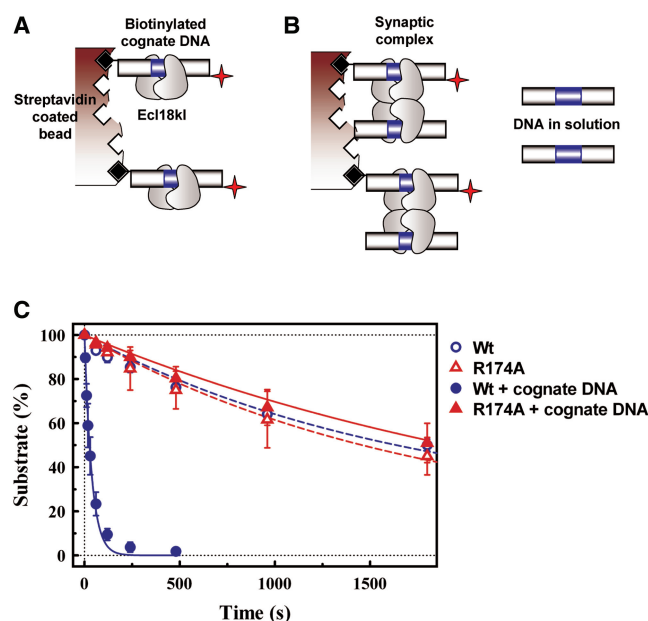 A
Biotinylated
cognate DNA
Streptavidin
coated
bead
Ecl18kI
B
Synaptic
complex
DNA in solution
C
Substrate (%)
100
80
60
40
20
0
0
500
1000
1500
Time (s)
Wt
R174A
Wt + cognate DNA
R174A + cognate DNA